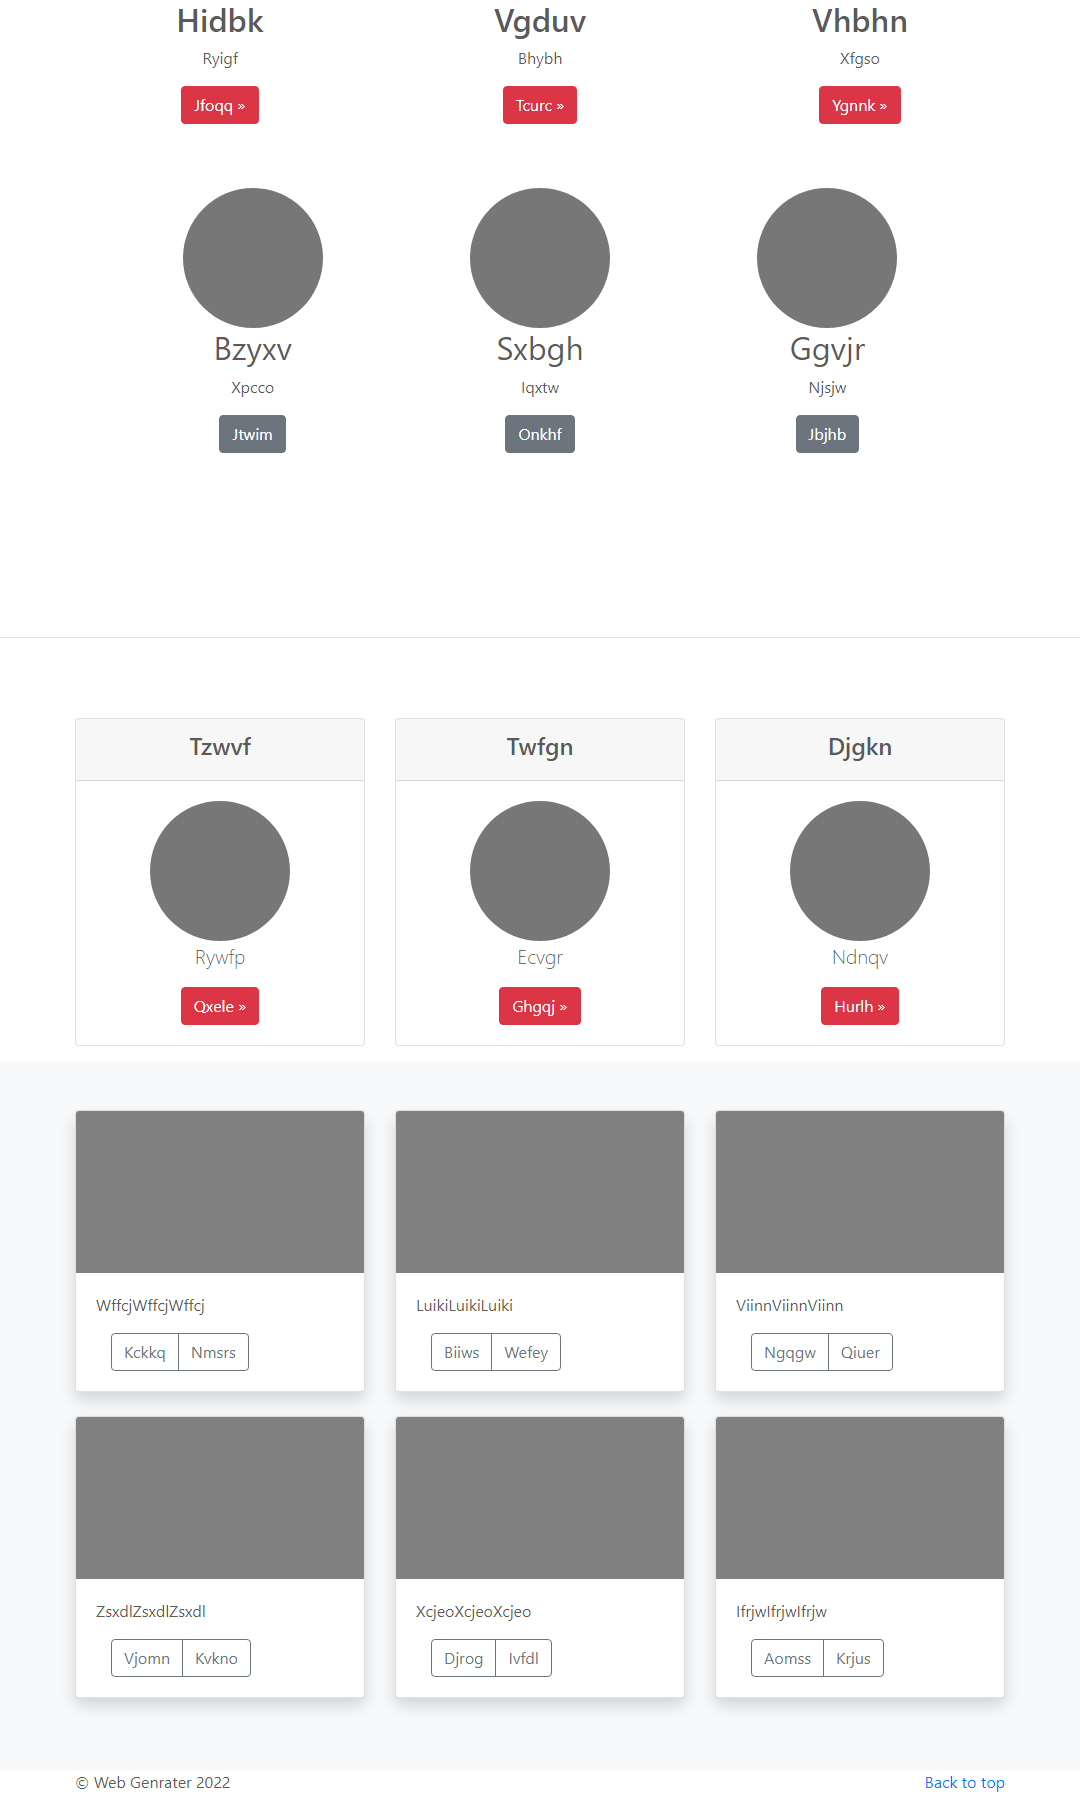 Hidbk Vgduv Vhbhn
Ryigf Bhybh Xfgso
Jfoqq » Tcurc » Ygnnk »
Bzyxv Sxbgh Ggvjr
Xpcco Iqxtw Njsjw
Jtwim Onkhf Jbjhb
Tzwvf Twfgn Djgkn
Rywfp Ecvgr Ndnqv
Qxele » Ghgqj » Hurlh »
WffcjWffcjWffcj LuikiLuikiLuiki ViinnViinnViinn
Kckkq Nmsrs Biiws Wefey Ngqgw Qiuer
ZsxdlZsxdlZsxdl XcjeoXcjeoXcjeo IfrjwIfrjwIfrjw
Vjomn Kvkno Djrog Ivfdl Aomss Krjus
© Web Genrater 2022 Back to top